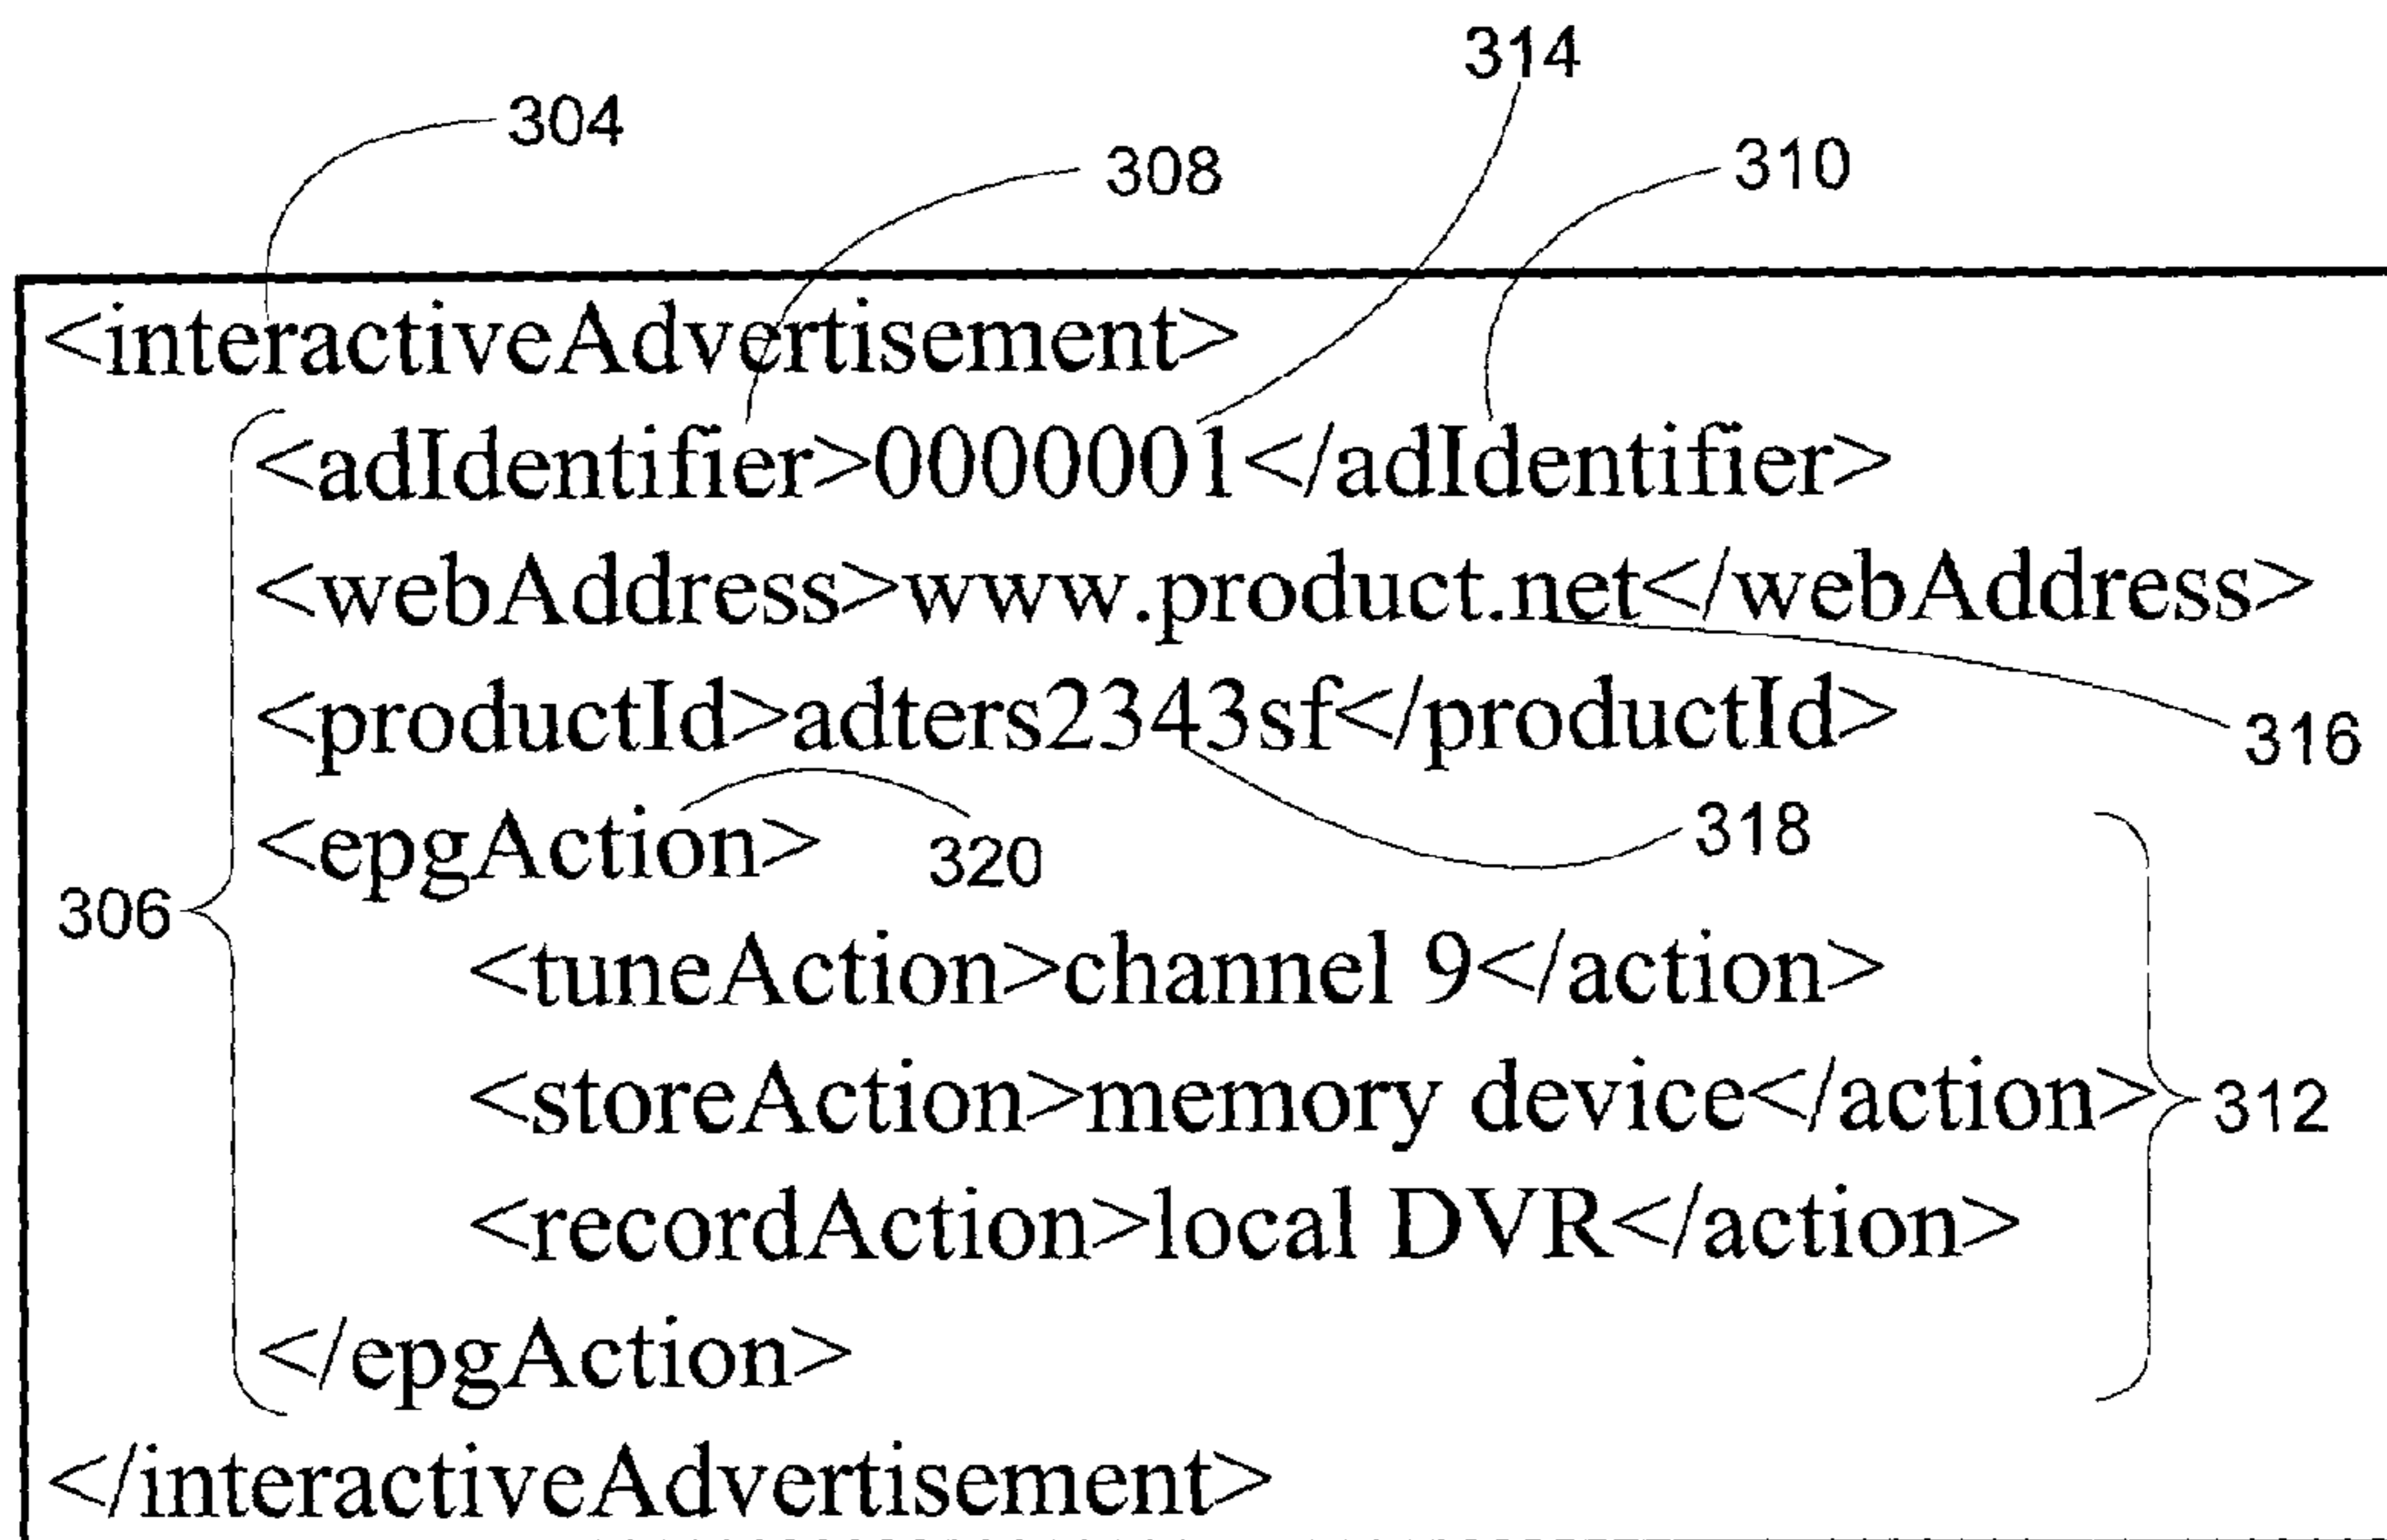 314
304
308
310
<interactiveAdvertisement>
<adIdentifier>0000001</adIdentifier>
<webAddress>www.product.net</webAddress>
<productId>adters2343sf</productId>
316
<epgAction>
320
318
306
<tuneAction>channel 9</action>
<storeAction>memory device</action>
312
<recordAction>local DVR</action>
</epgAction>
</interactiveAdvertisement>